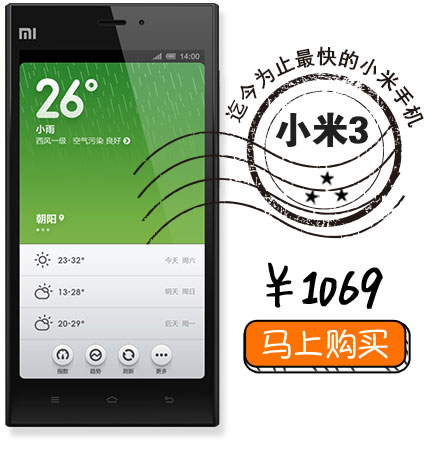 MI
14:00
26°
小雨
西风一级 空气污染 良好
朝阳
23-32° 今天 周六
13-28° 明天 周日
20-29° 后天 周一
指数 趋势 刷新 更多
迄今为止最快的小米手机
小米3
¥1069
马上购买